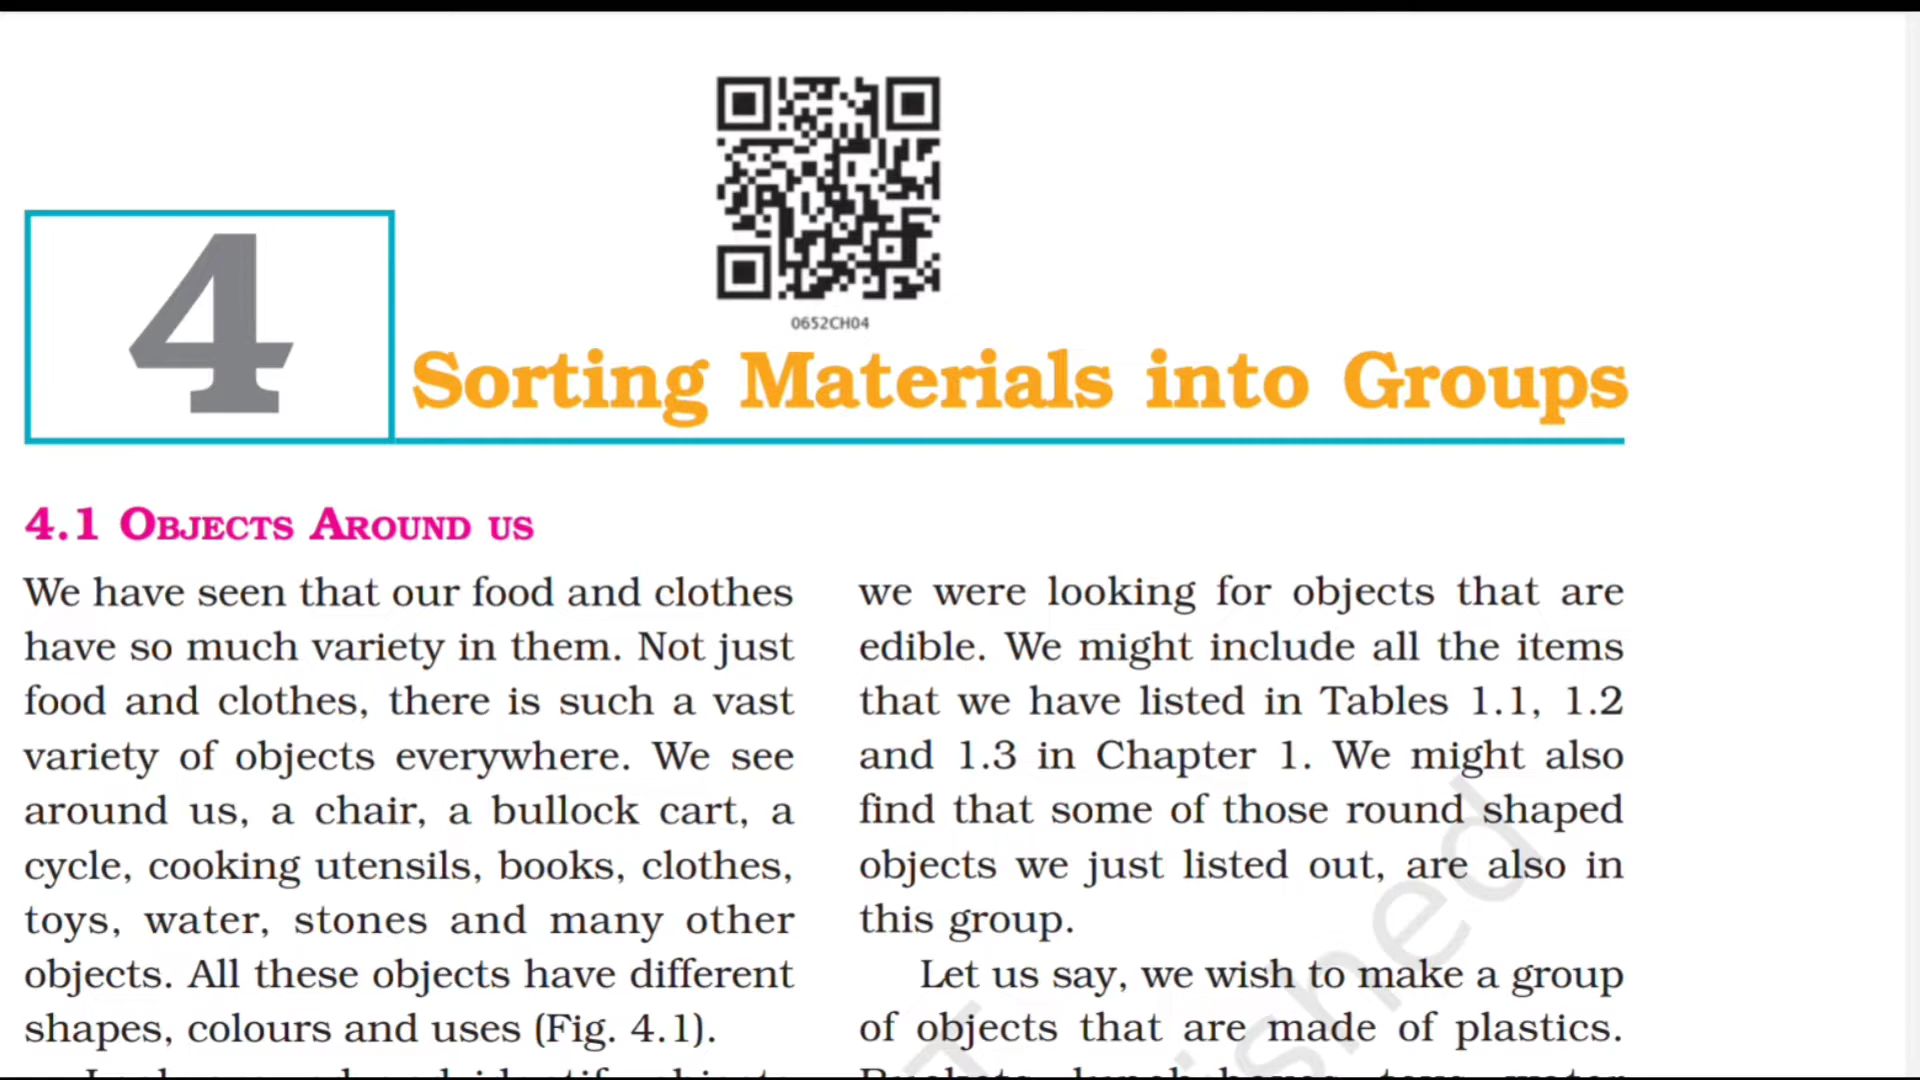 0652CH04
4
Sorting Materials into Groups
4.1 OBJECTS AROUND US
We have seen that our food and clothes
have so much variety in them. Not just
food and clothes, there is such a vast
variety of objects everywhere. We see
around us, a chair, a bullock cart, a
cycle, cooking utensils, books, clothes,
toys, water, stones and many other
objects. All these objects have different
shapes, colours and uses (Fig. 4.1).
we were looking for objects that are
edible. We might include all the items
that we have listed in Tables 1.1, 1.2
and 1.3 in Chapter 1. We might also
find that some of those round shaped
objects we just listed out, are also in
this group.
Let us say, we wish to make a group
of objects that are made of plastics.